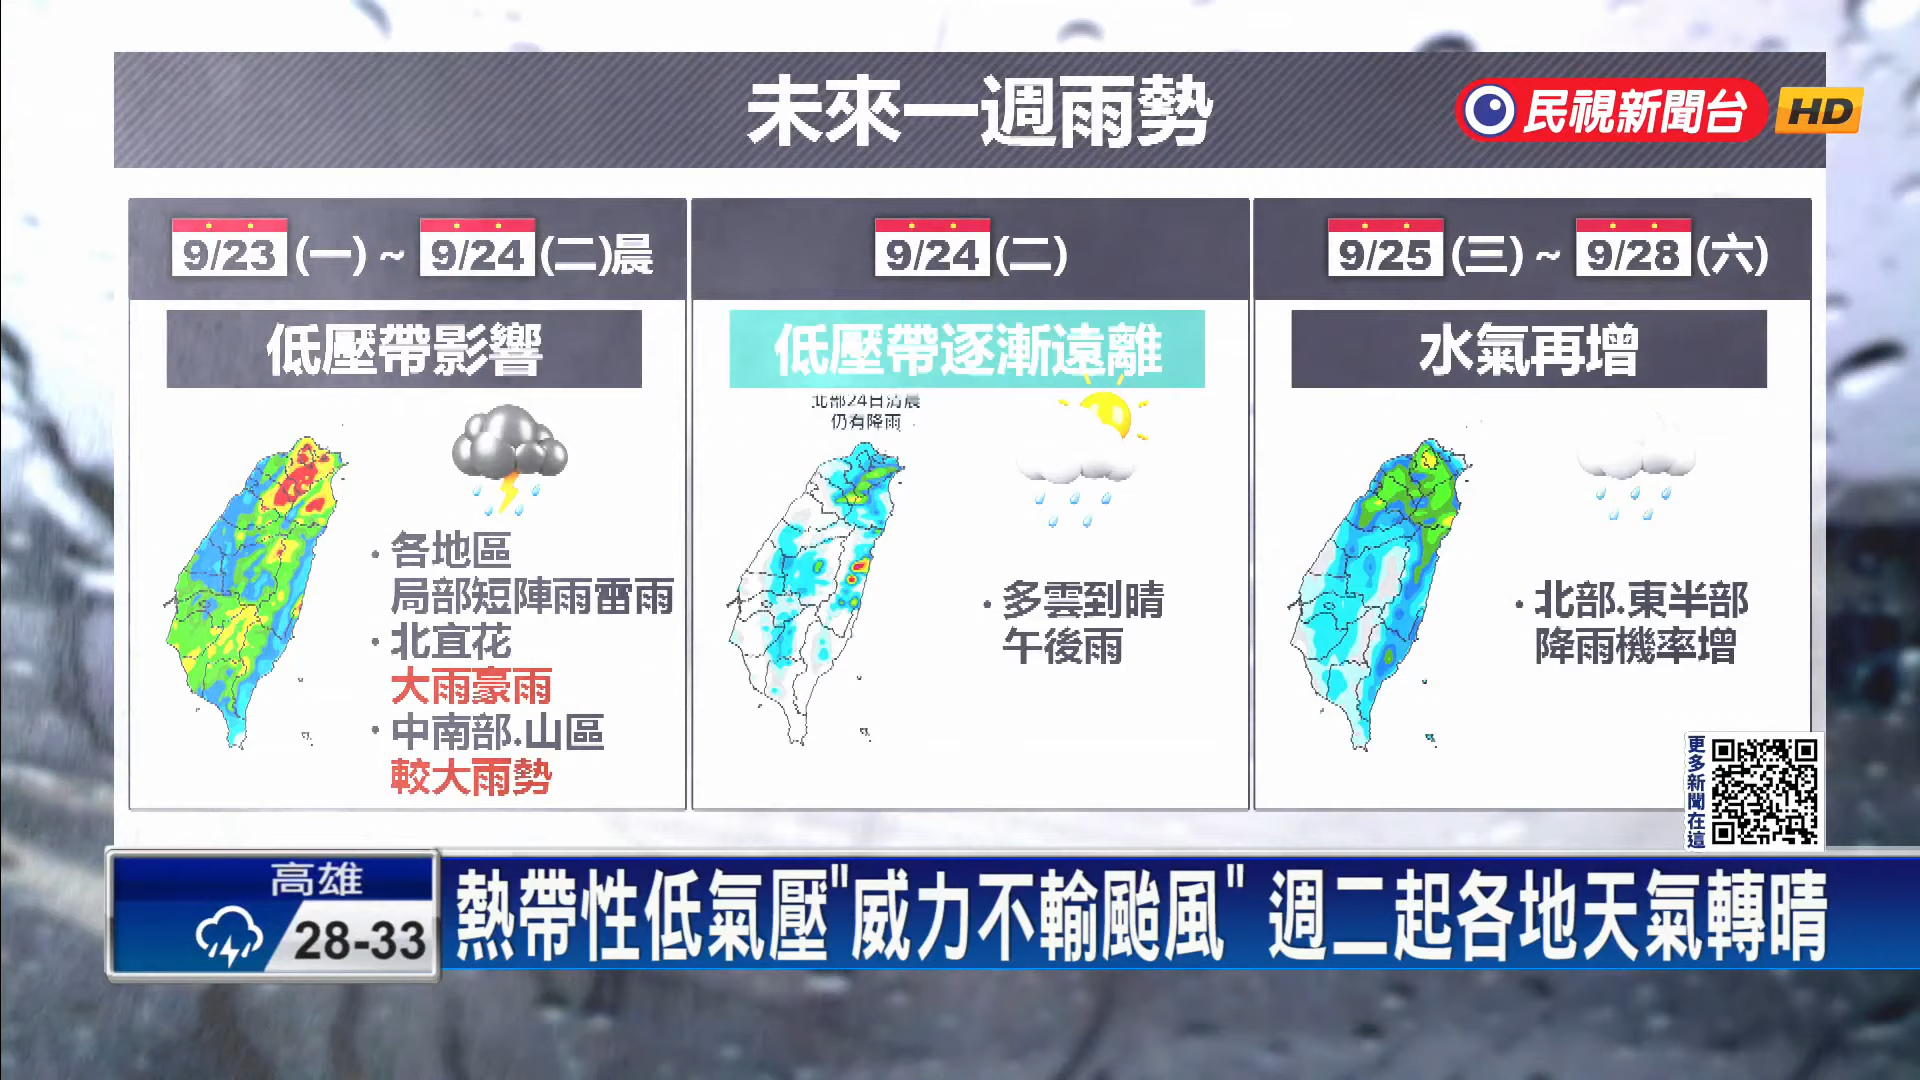 未來一週雨勢
民視新聞台 HD
9/23(一)~9/24(二)晨
低壓帶影響
·各地區
局部短陣雨雷雨
·北宜花
大雨豪雨
·中南部.山區
較大雨勢
9/24(二)
低壓帶逐漸遠離
北部24日清晨
仍有降雨
·多雲到晴
午後雨
9/25(三)~9/28(六)
水氣再增
·北部.東半部
降雨機率增
更多新聞在這
高雄
28-33
熱帶性低氣壓"威力不輸颱風" 週二起各地天氣轉晴